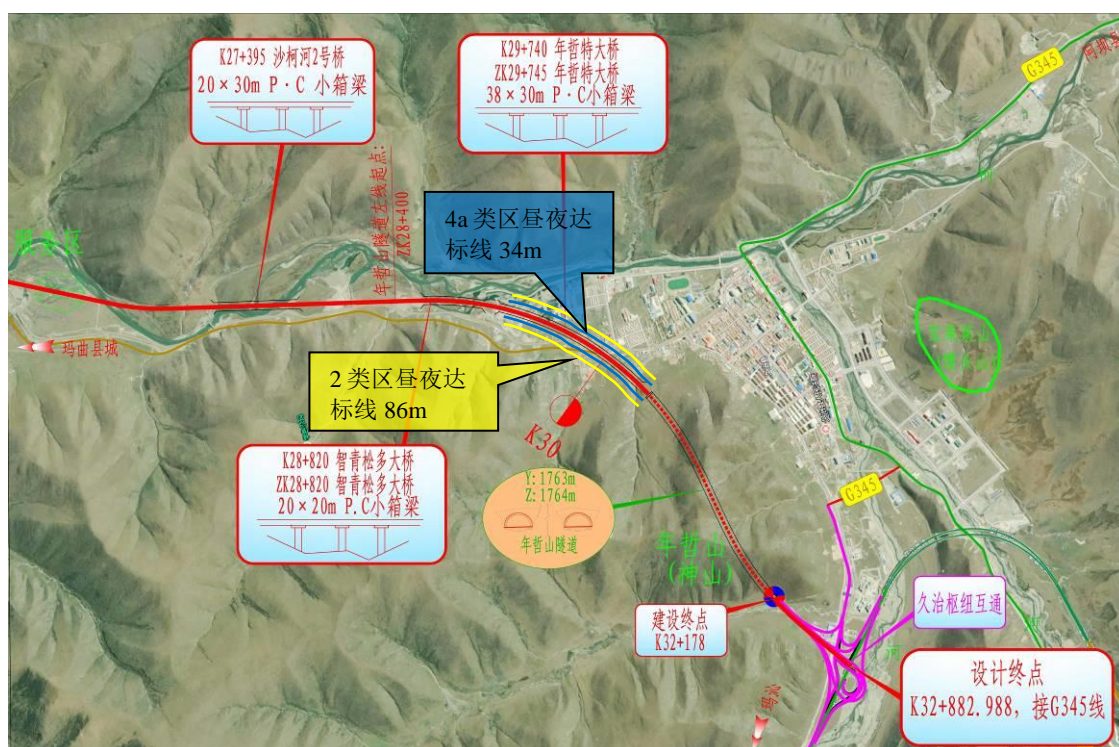 K27+395 沙柯河2号桥
20×30m P·C 小箱梁
K29+740 年哲特大桥
ZK29+745 年哲特大桥
38×30m P·C小箱梁
G345
年哲山隧道左线起点:
ZK28+400
4a 类区昼夜达
标线 34m
服务区
玛曲县城
2 类区昼夜达
标线 86m
K30
K28+820 智青松多大桥
ZK28+820 智青松多大桥
20×20m P.C小箱梁
Y: 1763m
Z: 1764m
年哲山隧道
G345
年哲山
(神山)
建设终点
K32+178
久治枢纽互通
河
设计终点
K32+882.988, 接G345线